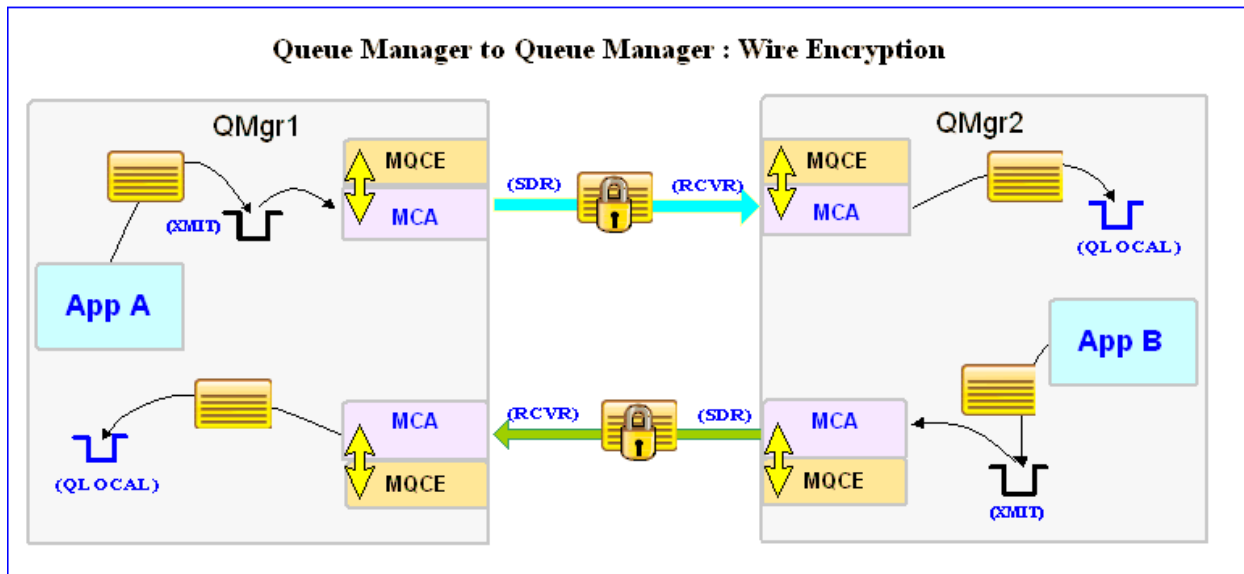 Queue Manager to Queue Manager : Wire Encryption
QMgr1
QMgr2
MQCE
MCA
(XMIT)
App A
(SDR)
(RCVR)
MQCE
MCA
(QLOCAL)
App B
(QLOCAL)
MCA
MQCE
(RCVR)
(SDR)
MCA
MQCE
(XMIT)